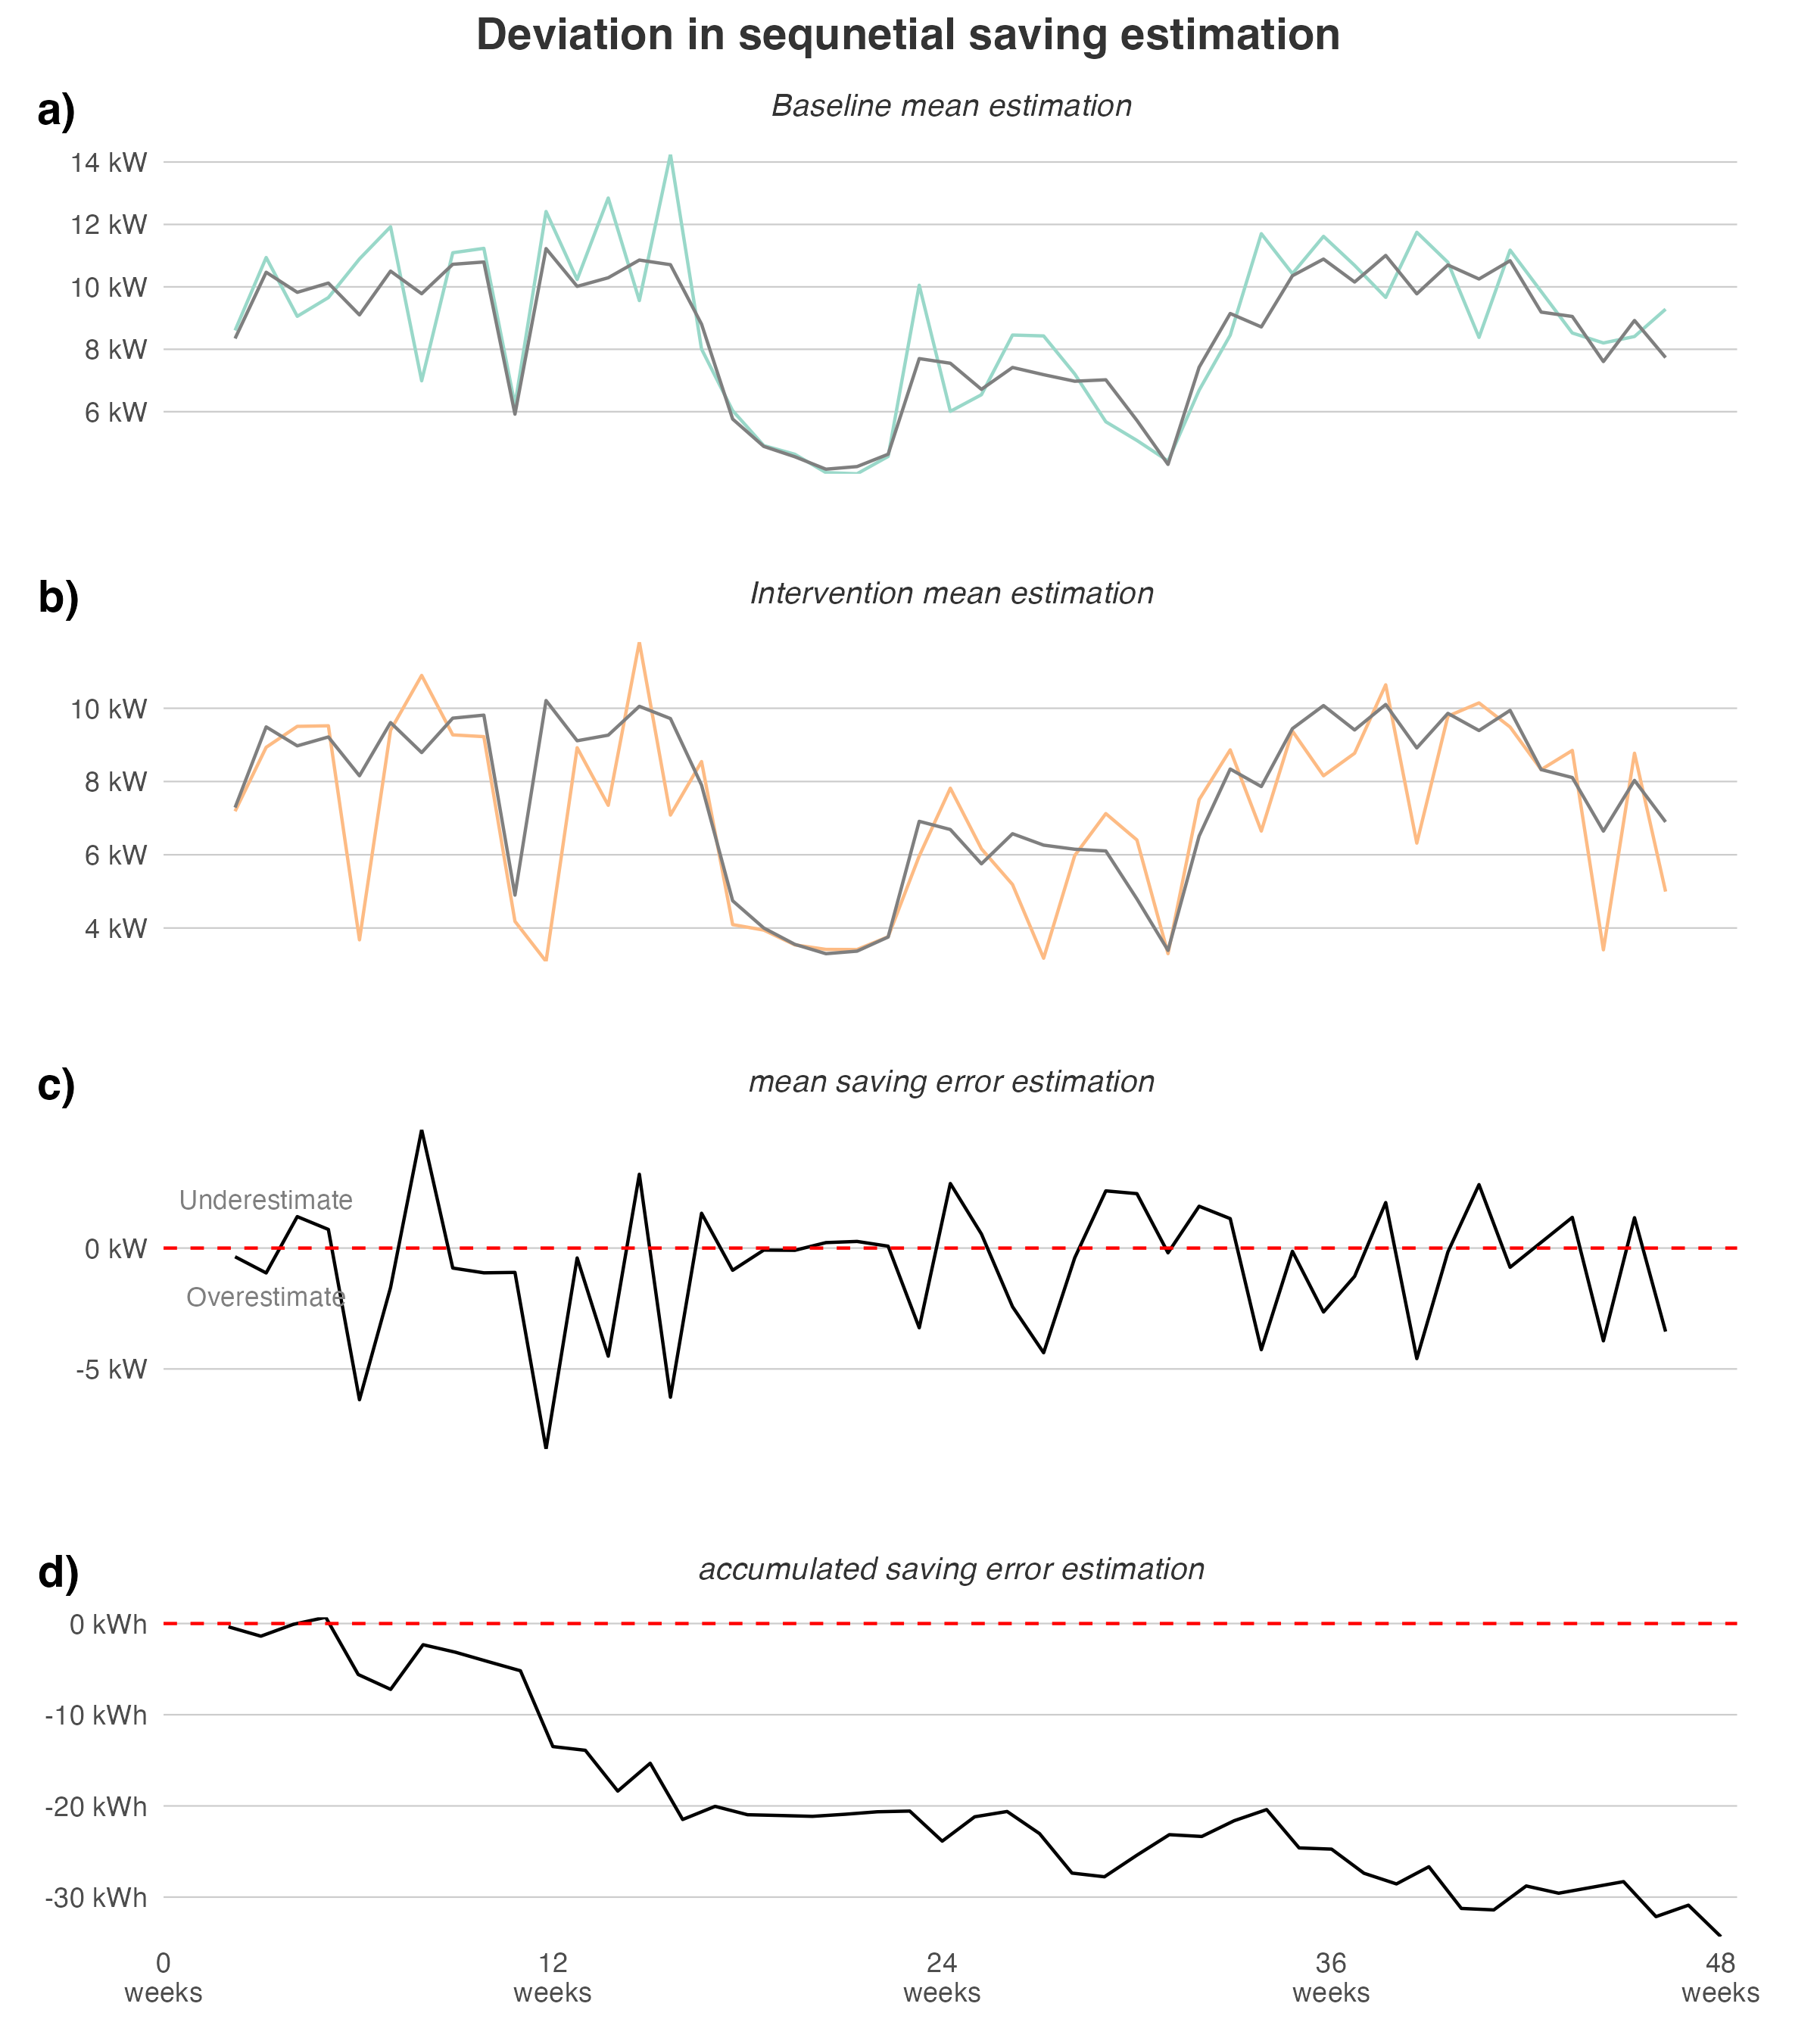 Deviation in sequnetial saving estimation
a)
Baseline mean estimation
14 kW
12 kW
10 kW
8 kW
6 kW
b)
Intervention mean estimation
10 kW
8 kW
6 kW
4 kW
c)
mean saving error estimation
Underestimate
0 kW
Overestimate
-5 kW
d)
accumulated saving error estimation
0 kWh
-10 kWh
-20 kWh
-30 kWh
0 12 24 36 48
weeks weeks weeks weeks weeks